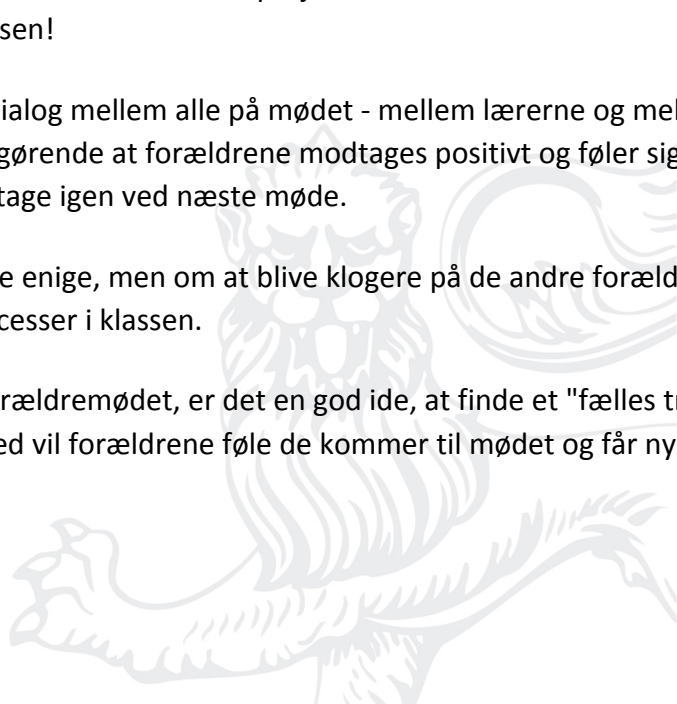 sen!
ialog mellem alle på mødet - mellem lærerne og mel
gørende at forældrene modtages positivt og føler sig
tage igen ved næste møde.
e enige, men om at blive klogere på de andre foræld
cesser i klassen.
rældremødet, er det en god ide, at finde et "fælles t
ed vil forældrene føle de kommer til mødet og får ny